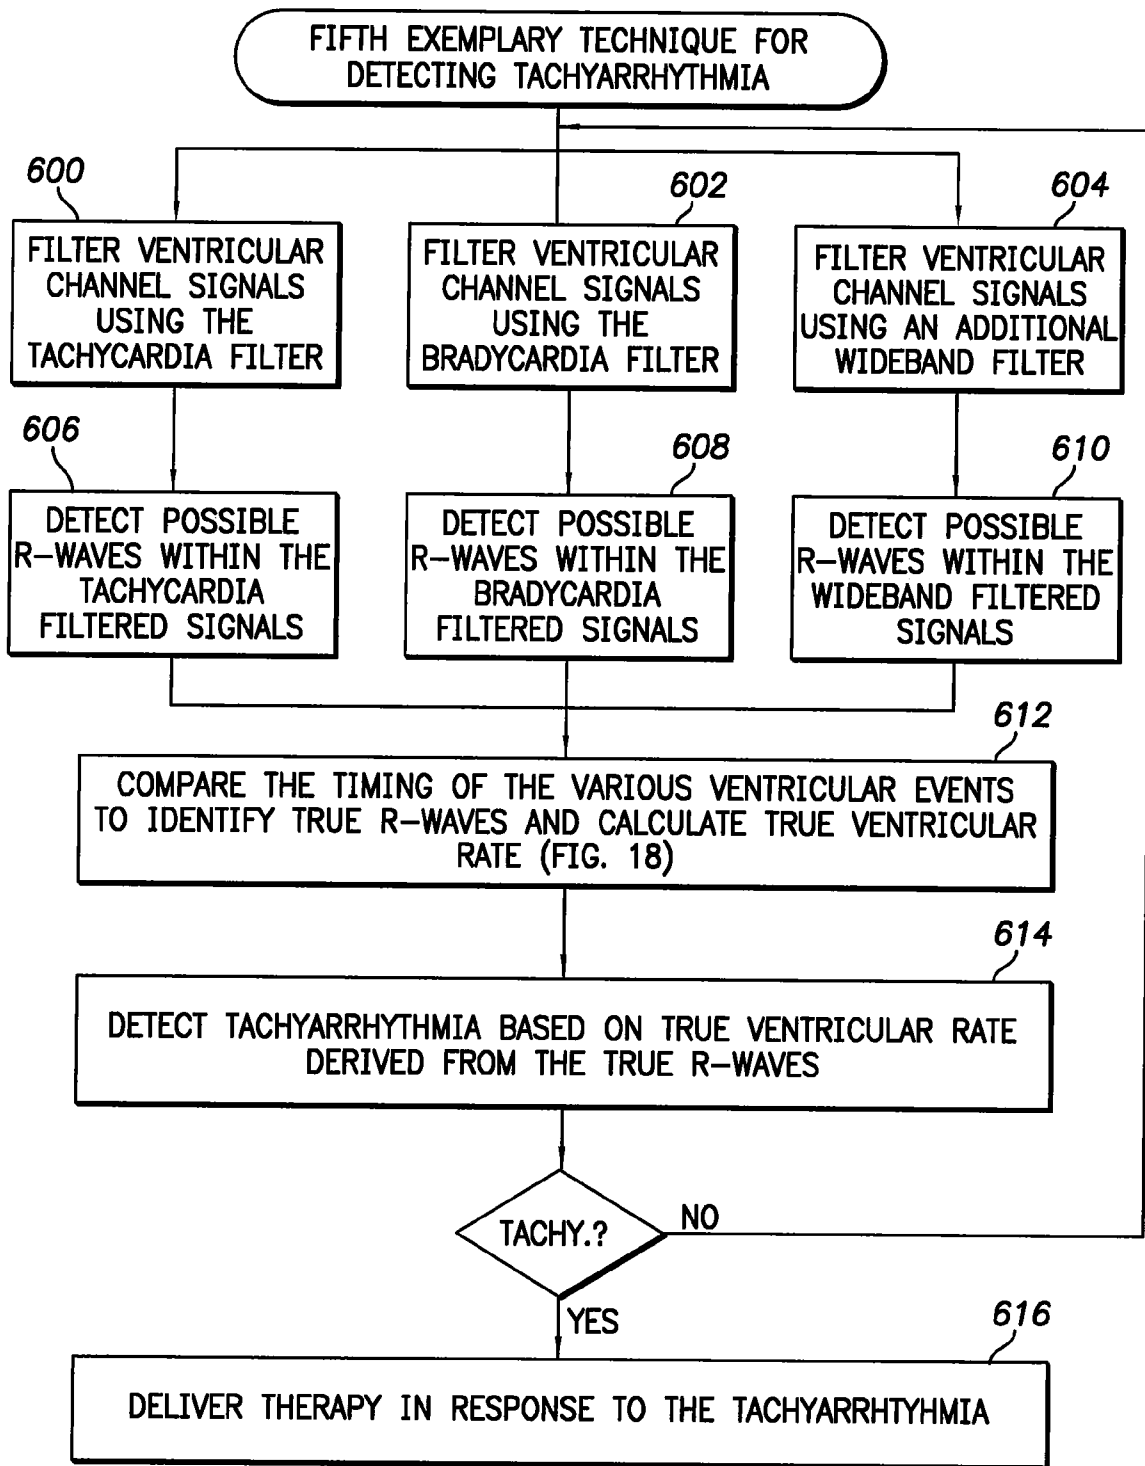 FIFTH EXEMPLARY TECHNIQUE FOR
DETECTING TACHYARRHYTHMIA
600
FILTER VENTRICULAR
CHANNEL SIGNALS
USING THE
TACHYCARDIA FILTER
602
FILTER VENTRICULAR
CHANNEL SIGNALS
USING THE
BRADYCARDIA FILTER
604
FILTER VENTRICULAR
CHANNEL SIGNALS
USING AN ADDITIONAL
WIDEBAND FILTER
606
DETECT POSSIBLE
R-WAVES WITHIN THE
TACHYCARDIA
FILTERED SIGNALS
608
DETECT POSSIBLE
R-WAVES WITHIN THE
BRADYCARDIA
FILTERED SIGNALS
610
DETECT POSSIBLE
R-WAVES WITHIN THE
WIDEBAND FILTERED
SIGNALS
612
COMPARE THE TIMING OF THE VARIOUS VENTRICULAR EVENTS
TO IDENTIFY TRUE R-WAVES AND CALCULATE TRUE VENTRICULAR
RATE (FIG. 18)
614
DETECT TACHYARRHYTHMIA BASED ON TRUE VENTRICULAR RATE
DERIVED FROM THE TRUE R-WAVES
TACHY.?
NO
YES
616
DELIVER THERAPY IN RESPONSE TO THE TACHYARRHTYHMIA